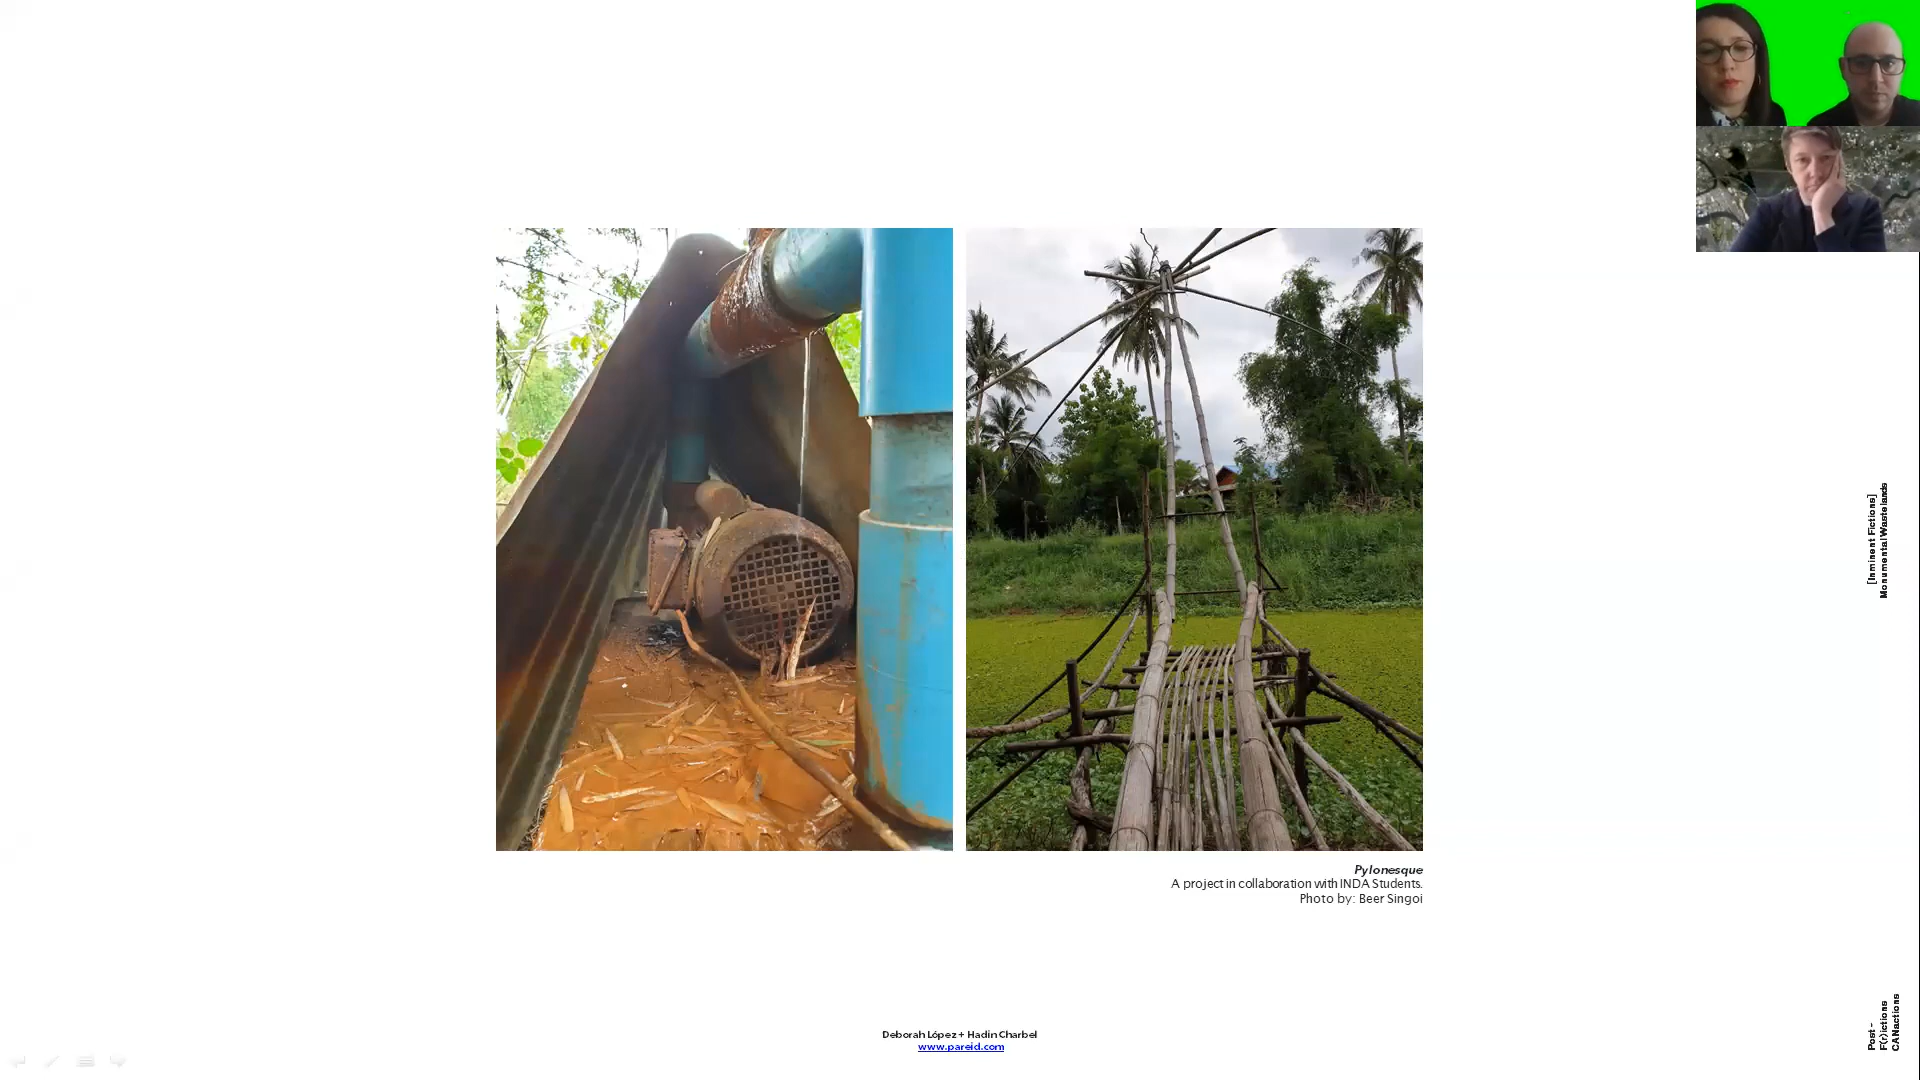 [Inminent Fictions]
Monumental Wastelands
Pylonesque
A project in collaboration with INDA Students.
Photo by: Beer Singoi
Deborah López + Hadin Charbel
www.pareid.com
Post-
F(r)ictions
CANactions